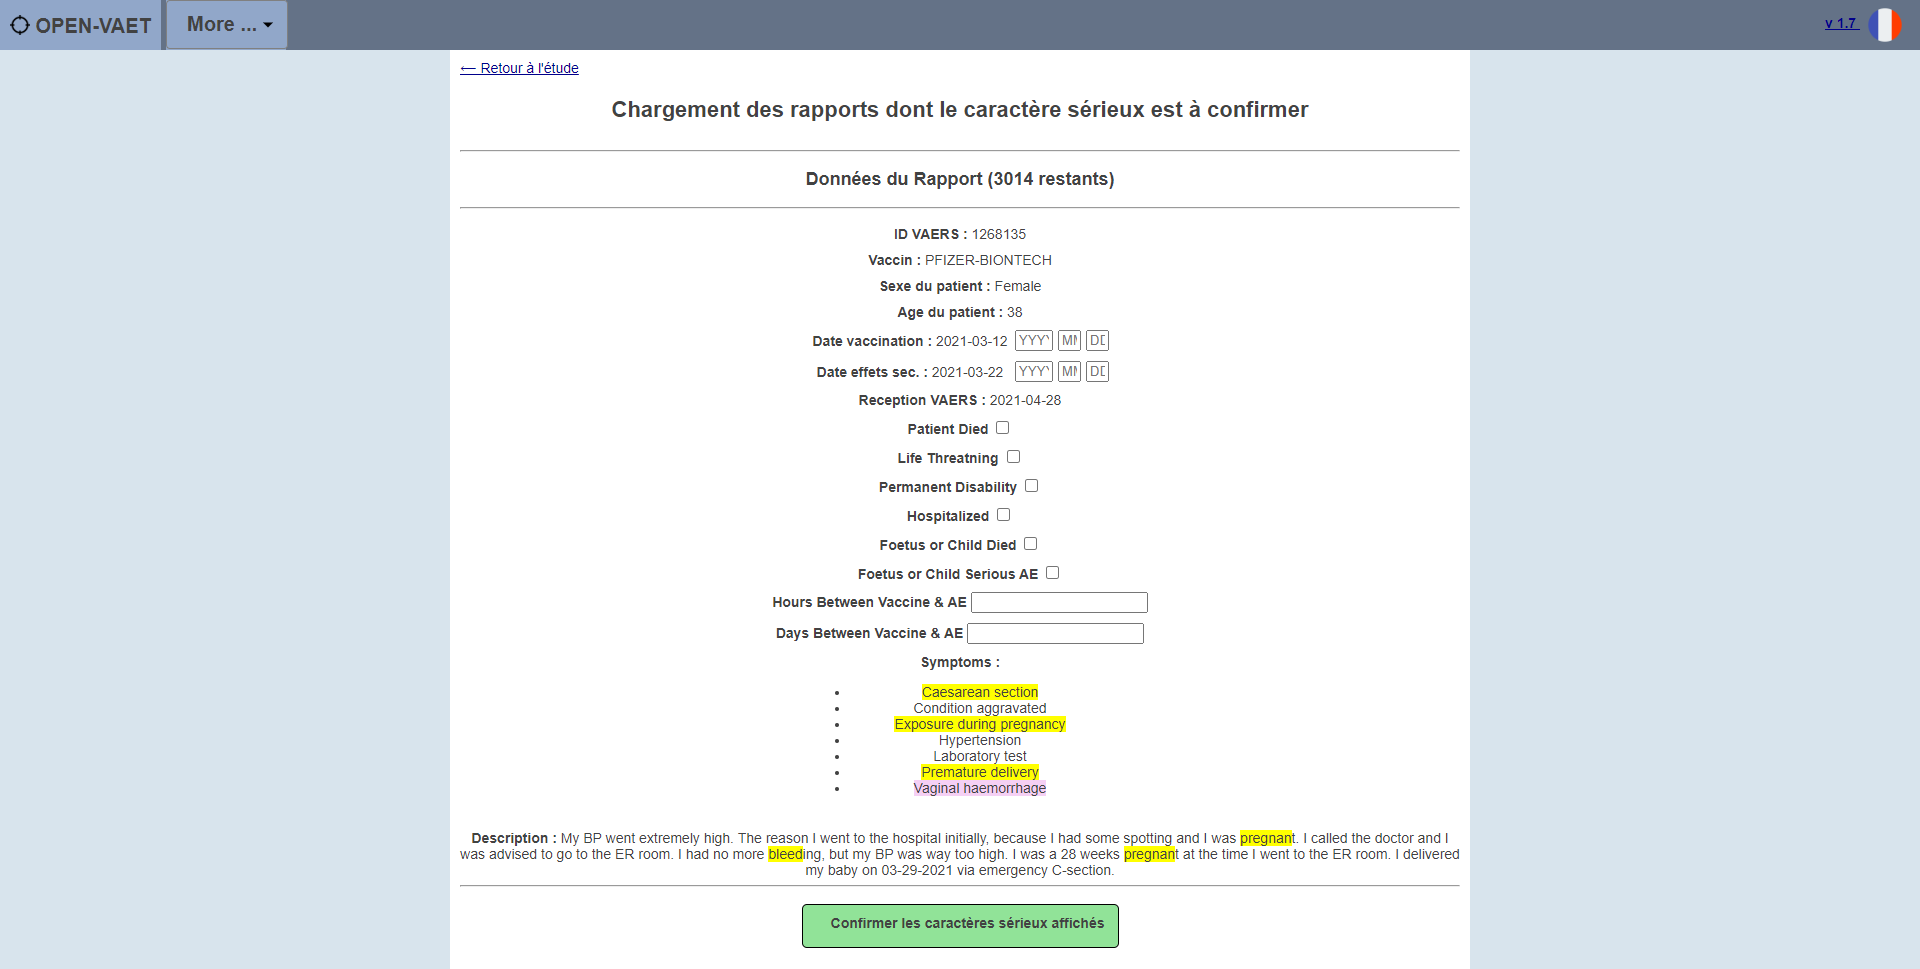 OPEN-VAET More ... v 1.7
← Retour à l'étude
Chargement des rapports dont le caractère sérieux est à confirmer
Données du Rapport (3014 restants)
ID VAERS : 1268135
Vaccin : PFIZER-BIONTECH
Sexe du patient : Female
Age du patient : 38
Date vaccination : 2021-03-12 YYYY MM DD
Date effets sec. : 2021-03-22 YYYY MM DD
Reception VAERS : 2021-04-28
Patient Died
Life Threatning
Permanent Disability
Hospitalized
Foetus or Child Died
Foetus or Child Serious AE
Hours Between Vaccine & AE
Days Between Vaccine & AE
Symptoms :
Caesarean section
Condition aggravated
Exposure during pregnancy
Hypertension
Laboratory test
Premature delivery
Vaginal haemorrhage
Description : My BP went extremely high. The reason I went to the hospital initially, because I had some spotting and I was pregnant. I called the doctor and I
was advised to go to the ER room. I had no more bleeding, but my BP was way too high. I was a 28 weeks pregnant at the time I went to the ER room. I delivered
my baby on 03-29-2021 via emergency C-section.
Confirmer les caractères sérieux affichés